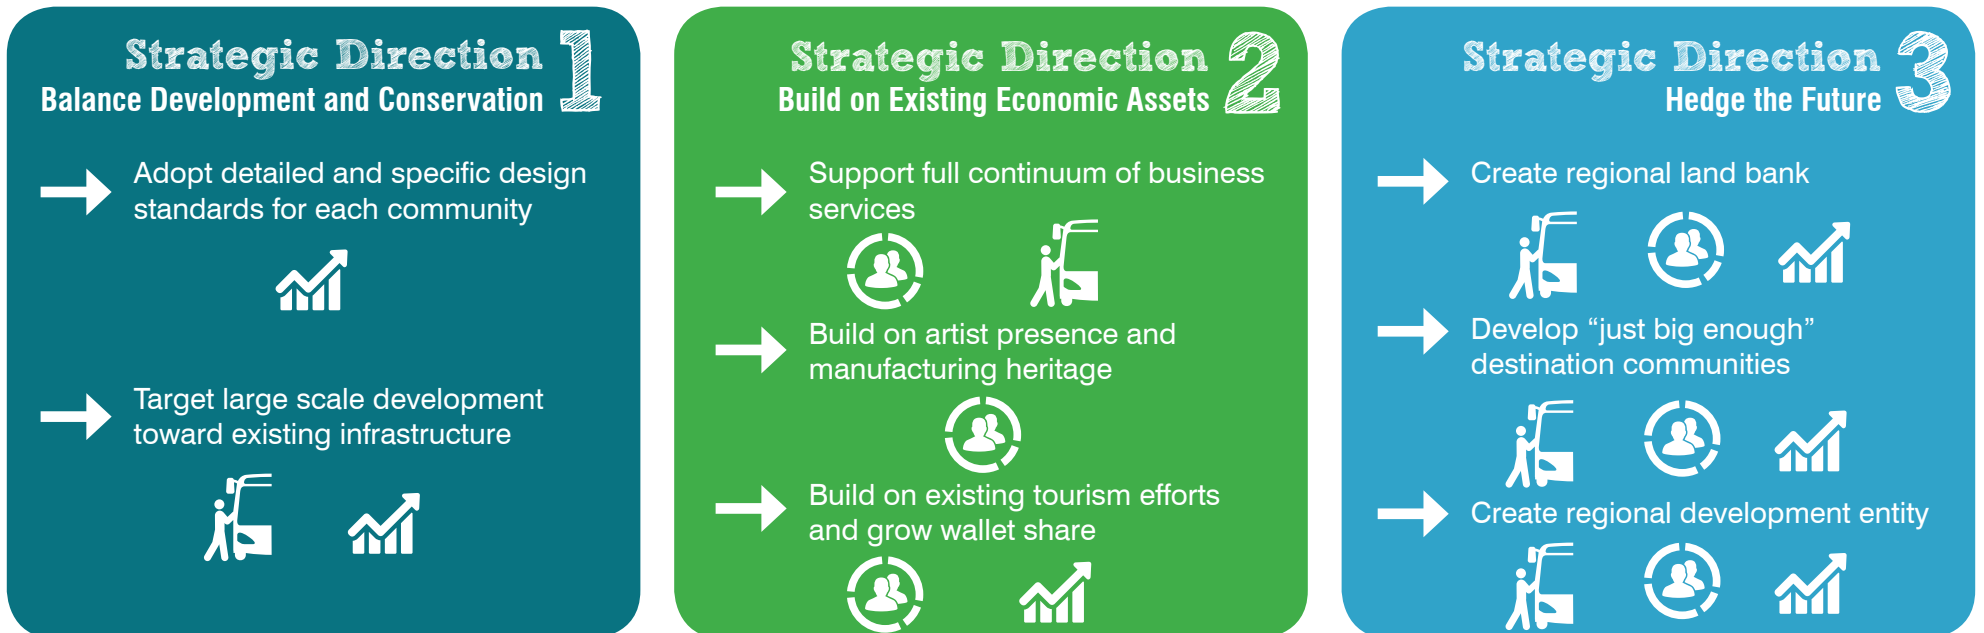 Strategic Direction 1
Balance Development and Conservation
Adopt detailed and specific design
standards for each community
Target large scale development
toward existing infrastructure
Strategic Direction 2
Build on Existing Economic Assets
Support full continuum of business
services
Build on artist presence and
manufacturing heritage
Build on existing tourism efforts
and grow wallet share
Strategic Direction 3
Hedge the Future
Create regional land bank
Develop “just big enough”
destination communities
Create regional development entity